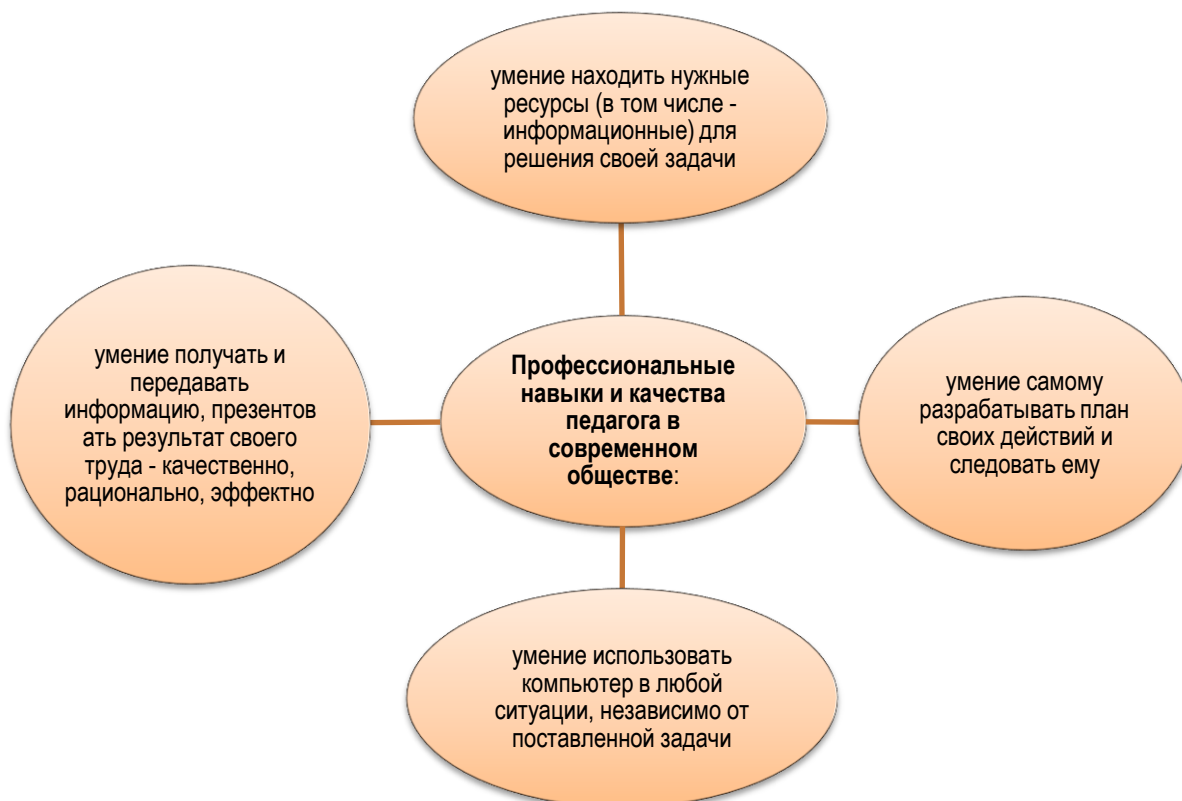 умение находить нужные
ресурсы (в том числе -
информационные) для
решения своей задачи
умение получать и
передавать
информацию, презентов
ать результат своего
труда - качественно,
рационально, эффектно
Профессиональные
навыки и качества
педагога в
современном
обществе:
умение самому
разрабатывать план
своих действий и
следовать ему
умение использовать
компьютер в любой
ситуации, независимо от
поставленной задачи